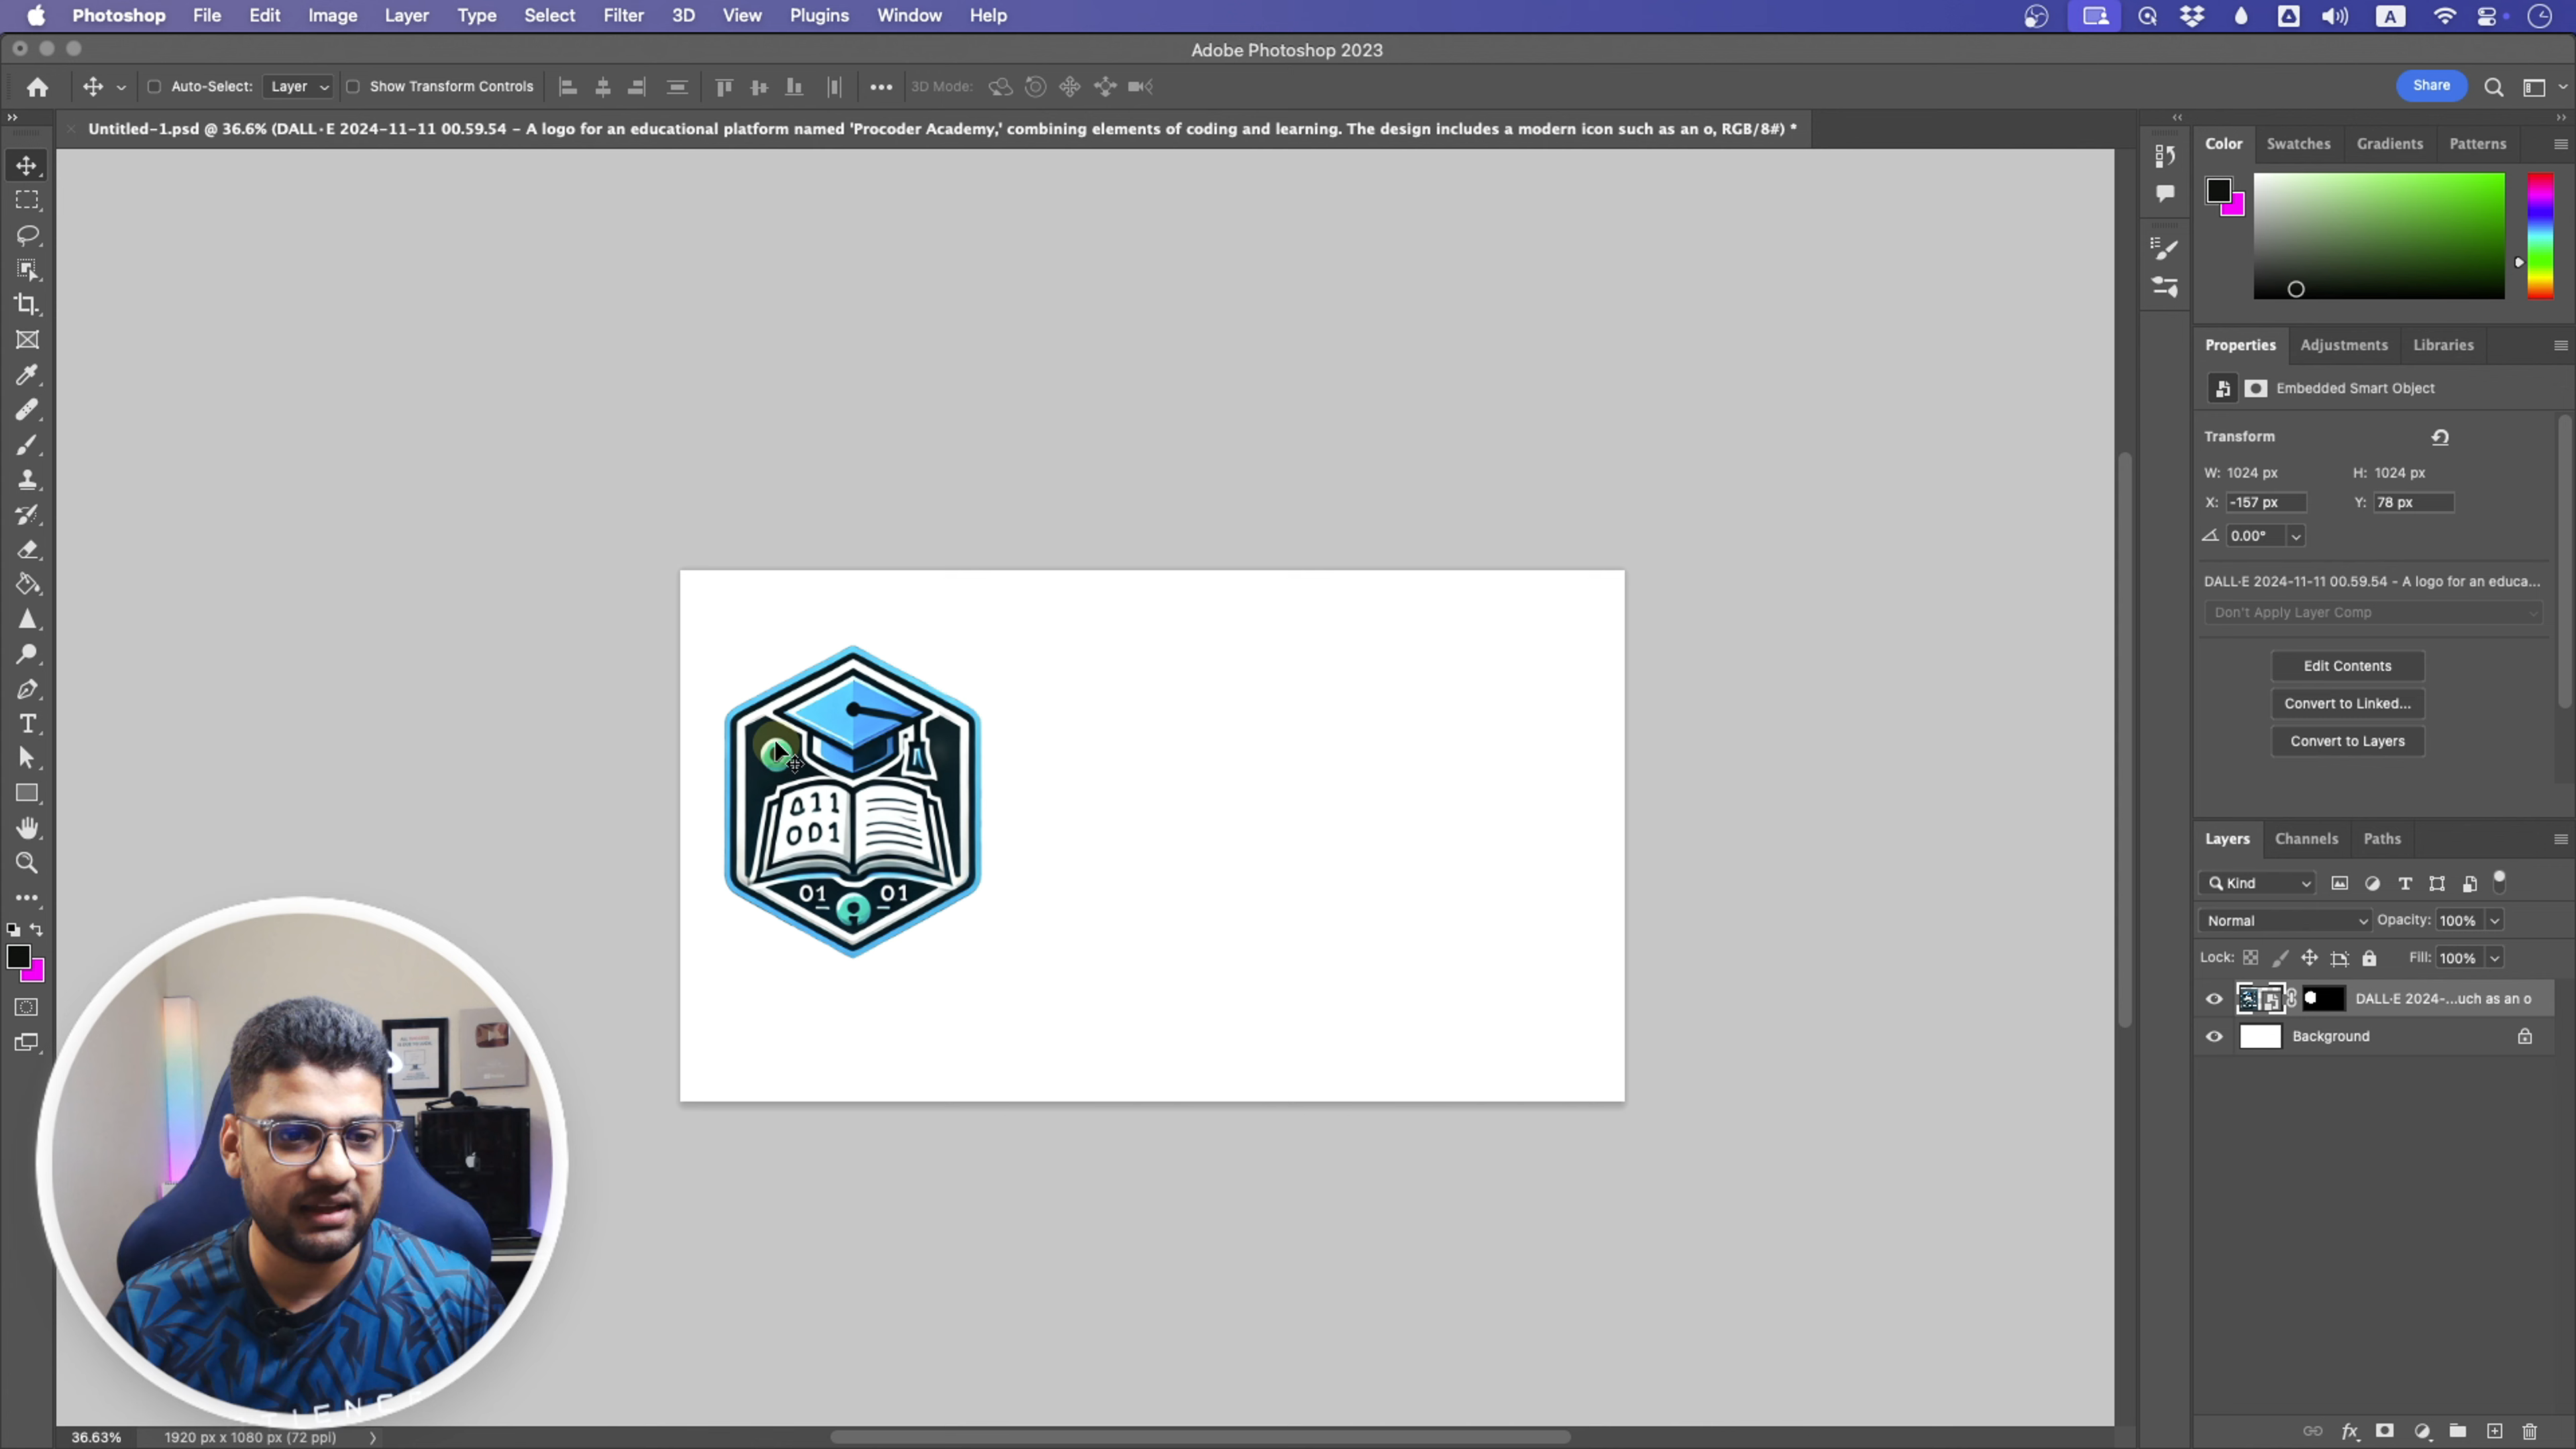 Photoshop File Edit Image Layer Type Select Filter 3D View Plugins Window Help
A
Adobe Photoshop 2023
Auto-Select: Layer Show Transform Controls 3D Mode: Share
Untitled-1.psd @ 36.6% (DALL·E 2024-11-11 00.59.54 – A logo for an educational platform named 'Procoder Academy,' combining elements of coding and learning. The design includes a modern icon such as an o, RGB/8#) *
Color Swatches Gradients Patterns
Properties Adjustments Libraries
Embedded Smart Object
Transform
W: 1024 px H: 1024 px
X: -157 px Y: 78 px
0.00°
DALL·E 2024-11-11 00.59.54 – A logo for an educa...
Don't Apply Layer Comp
Edit Contents
Convert to Linked...
Convert to Layers
01 01
Layers Channels Paths
Kind
Normal Opacity: 100%
Lock: Fill: 100%
DALL·E 2024-...uch as an o
Background
36.63% 1920 px x 1080 px (72 ppi)